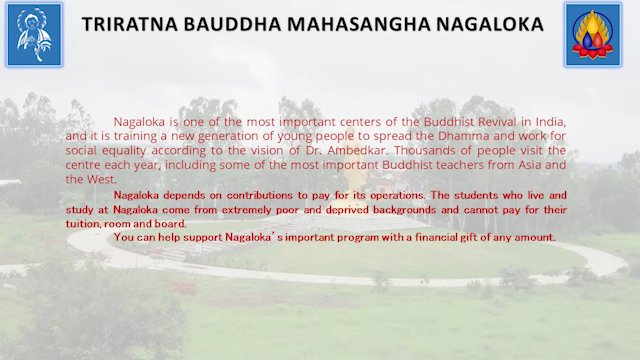 TRIRATNA BAUDDHA MAHASANGHA NAGALOKA
Nagaloka is one of the most important centers of the Buddhist Revival in India,
and it is training a new generation of young people to spread the Dhamma and work for
social equality according to the vision of Dr. Ambedkar. Thousands of people visit the
centre each year, including some of the most important Buddhist teachers from Asia and
the West.
Nagaloka depends on contributions to pay for its operations. The students who live and
study at Nagaloka come from extremely poor and deprived backgrounds and cannot pay for their
tuition, room and board.
You can help support Nagaloka's important program with a financial gift of any amount.